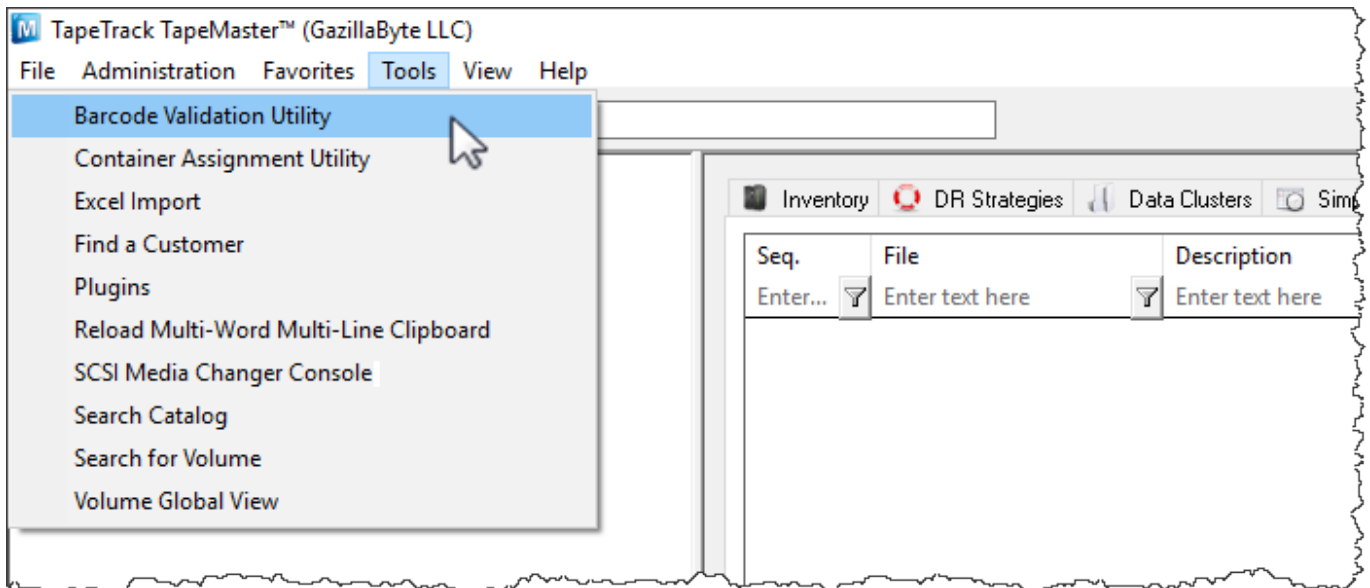 TapeTrack TapeMaster™ (GazillaByte LLC)
File Administration Favorites Tools View Help
Barcode Validation Utility
Container Assignment Utility
Excel Import
Find a Customer
Plugins
Reload Multi-Word Multi-Line Clipboard
SCSI Media Changer Console
Search Catalog
Search for Volume
Volume Global View
Inventory DR Strategies Data Clusters
Seq. File Description
Enter... Enter text here Enter text here